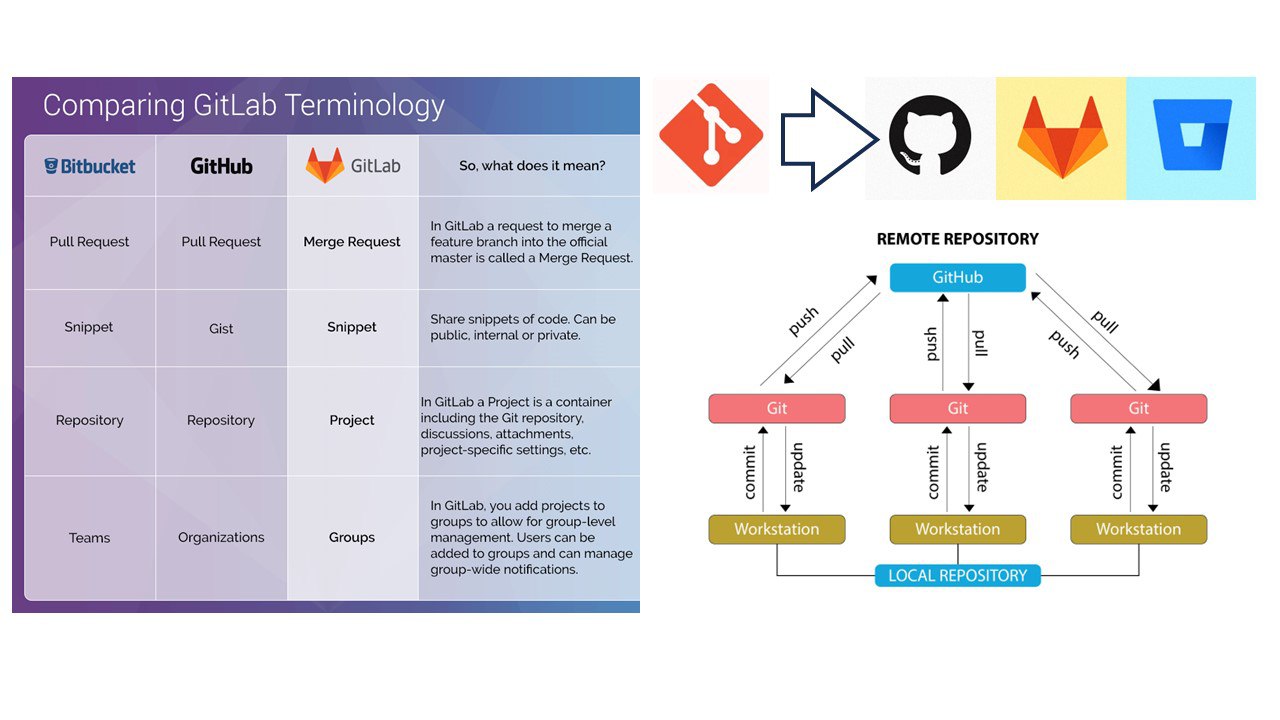 Comparing GitLab Terminology
Bitbucket
GitHub
GitLab
So, what does it mean?
Pull Request
Pull Request
Merge Request
In GitLab a request to merge a
feature branch into the official
master is called a Merge Request.
Snippet
Gist
Snippet
Share snippets of code. Can be
public, internal or private.
Repository
Repository
Project
In GitLab a Project is a container
including the Git repository,
discussions, attachments,
project-specific settings, etc.
Teams
Organizations
Groups
In GitLab, you add projects to
groups to allow for group-level
management. Users can be
added to groups and can manage
group-wide notifications.
REMOTE REPOSITORY
GitHub
push
pull
push
pull
push
pull
Git
Git
Git
commit
update
commit
update
commit
update
Workstation
Workstation
Workstation
LOCAL REPOSITORY